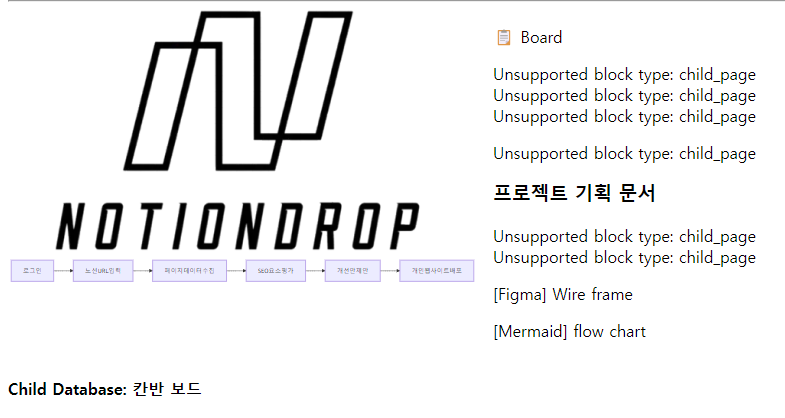 NOTIONDROP
로그인
노션URL입력
페이지데이터수집
SEO요소평가
개선안제안
개인웹사이트배포
📋 Board
Unsupported block type: child_page
Unsupported block type: child_page
Unsupported block type: child_page
Unsupported block type: child_page
프로젝트 기획 문서
Unsupported block type: child_page
Unsupported block type: child_page
[Figma] Wire frame
[Mermaid] flow chart
Child Database: 칸반 보드